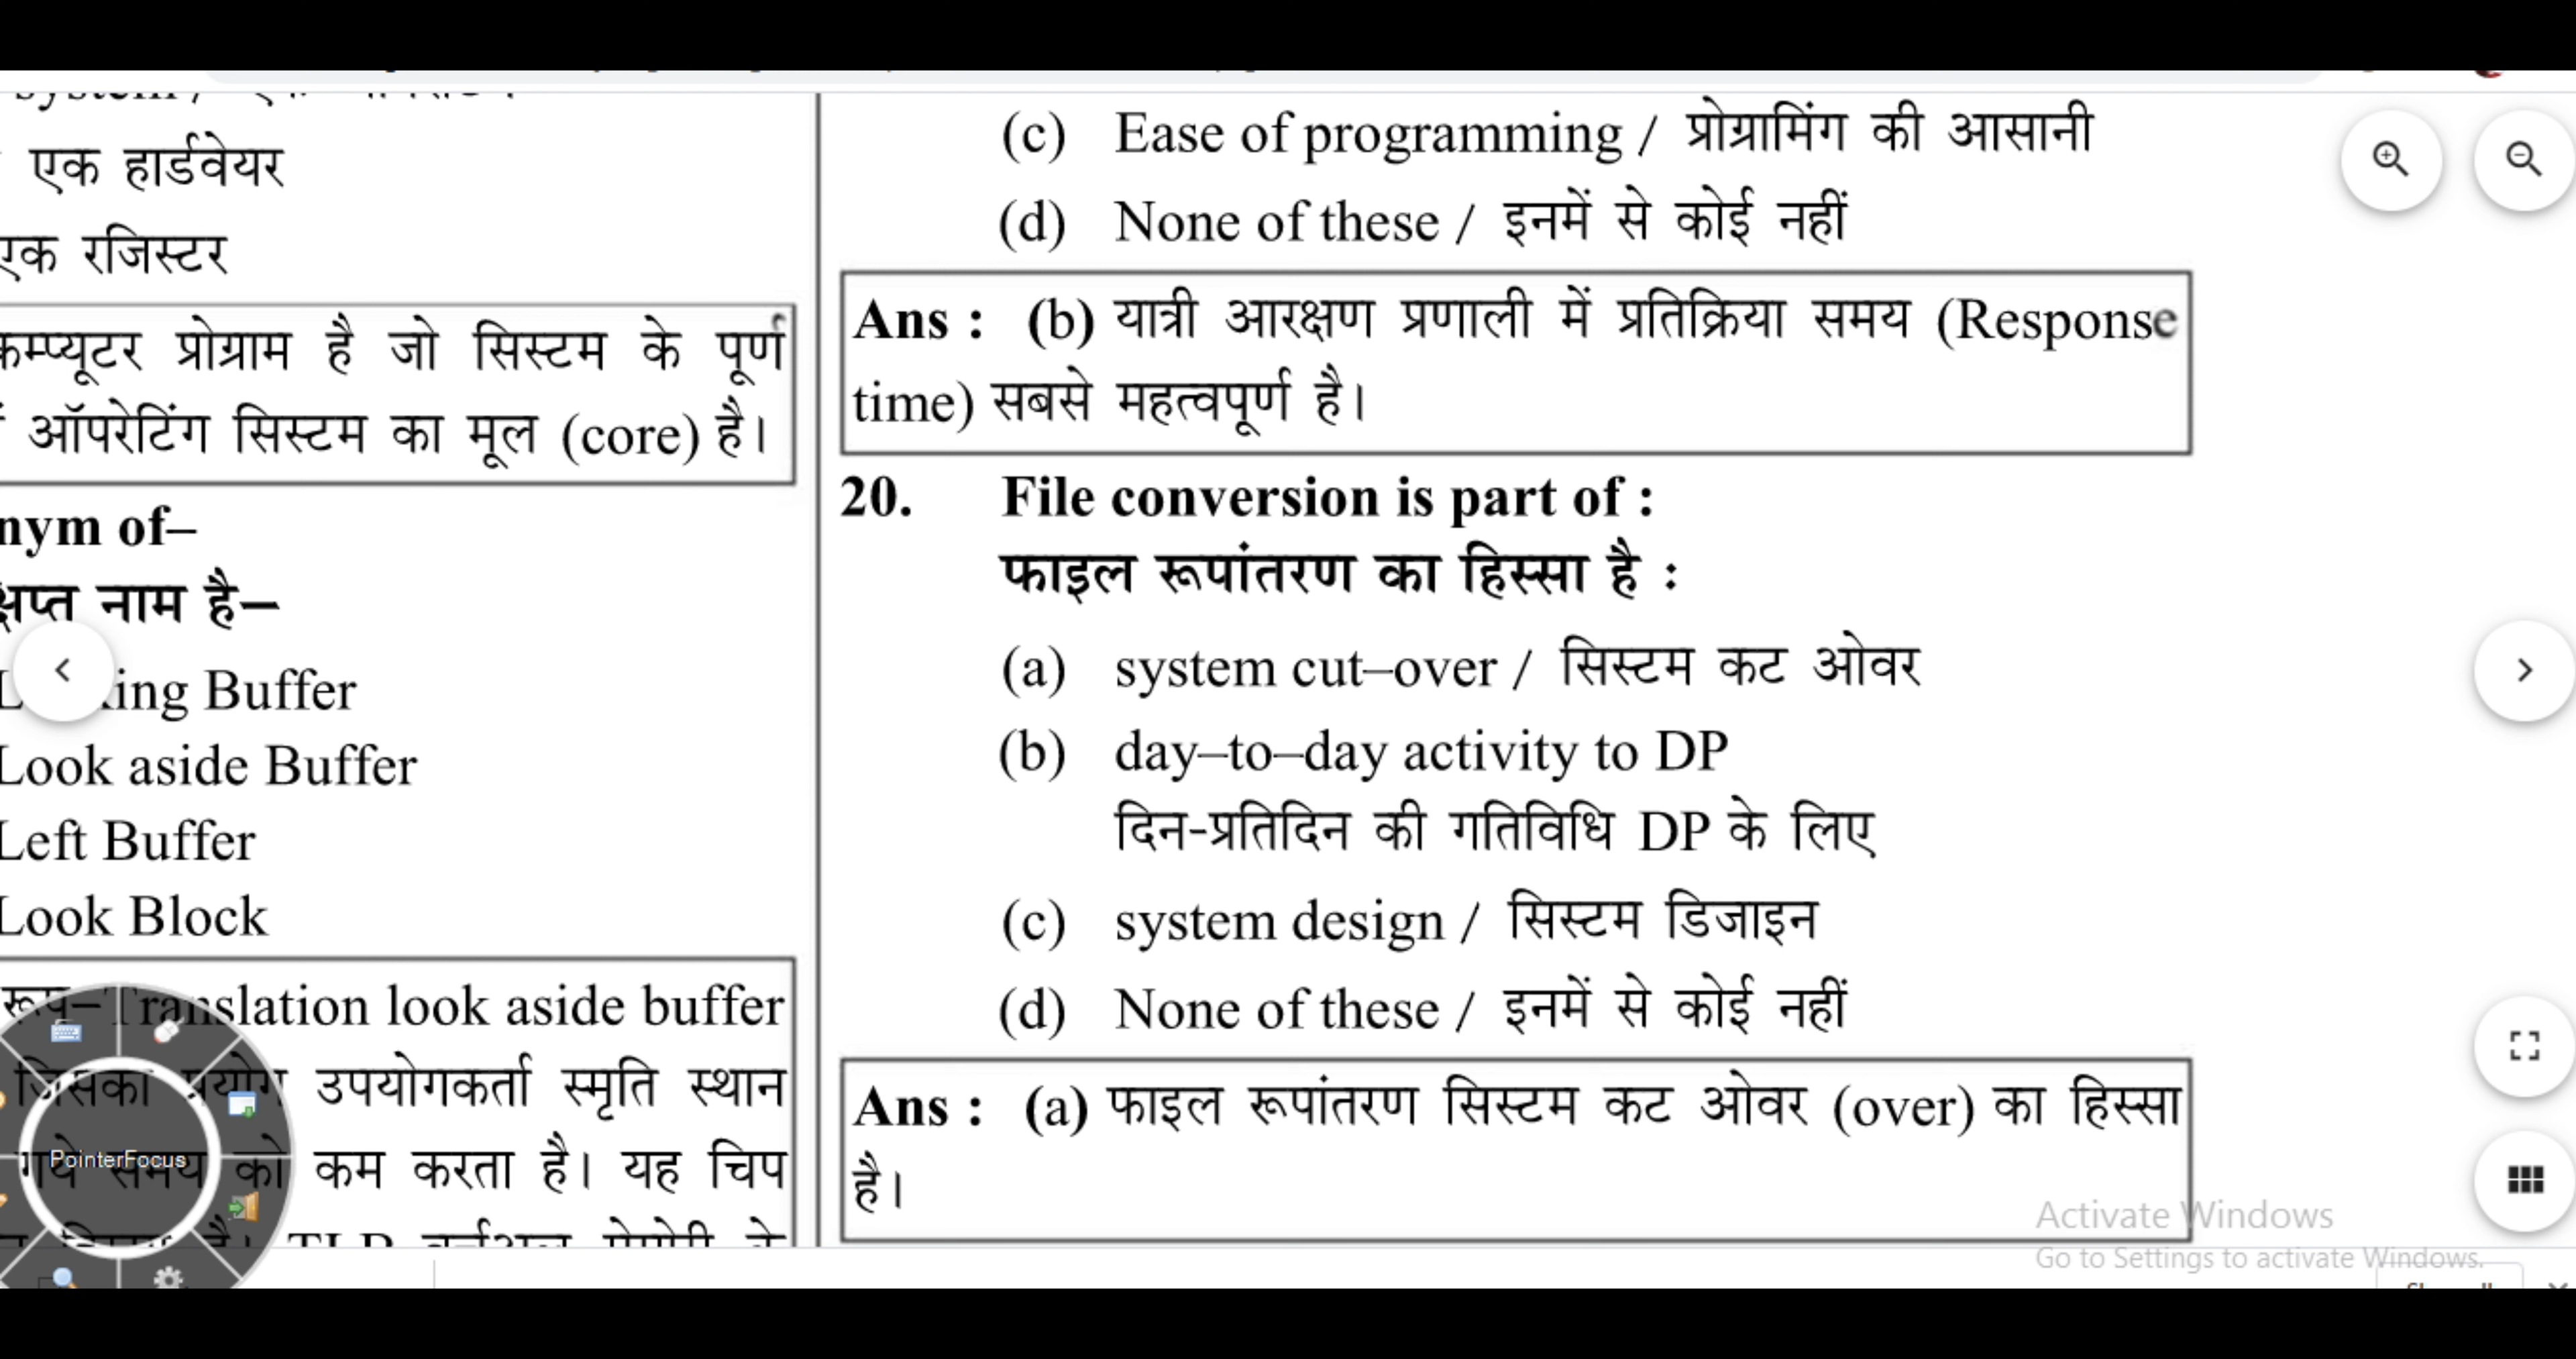 एक हार्डवेयर
एक रजिस्टर
कम्प्यूटर प्रोग्राम है जो सिस्टम के पूर्ण
ऑपरेटिंग सिस्टम का मूल (core) है।
nym of–
क्षिप्त नाम है–
ing Buffer
Look aside Buffer
Left Buffer
Look Block
रूप–Translation look aside buffer
जिसका प्रयोग उपयोगकर्ता स्मृति स्थान
गये समय को कम करता है। यह चिप
PointerFocus
(c) Ease of programming / प्रोग्रामिंग की आसानी
(d) None of these / इनमें से कोई नहीं
Ans : (b) यात्री आरक्षण प्रणाली में प्रतिक्रिया समय (Response
time) सबसे महत्वपूर्ण है।
20. File conversion is part of :
फाइल रूपांतरण का हिस्सा है :
(a) system cut–over / सिस्टम कट ओवर
(b) day–to–day activity to DP
दिन-प्रतिदिन की गतिविधि DP के लिए
(c) system design / सिस्टम डिजाइन
(d) None of these / इनमें से कोई नहीं
Ans : (a) फाइल रूपांतरण सिस्टम कट ओवर (over) का हिस्सा
है।
Activate Windows
Go to Settings to activate Windows.